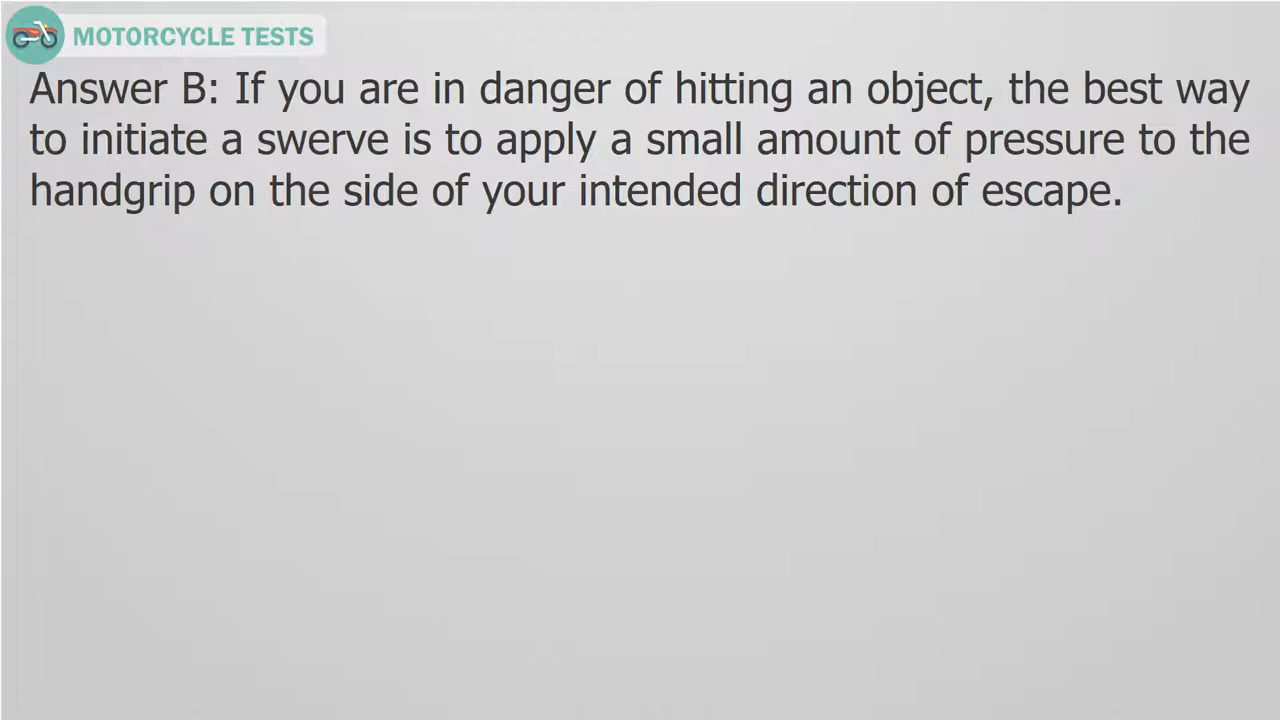 MOTORCYCLE TESTS
Answer B: If you are in danger of hitting an object, the best way
to initiate a swerve is to apply a small amount of pressure to the
handgrip on the side of your intended direction of escape.